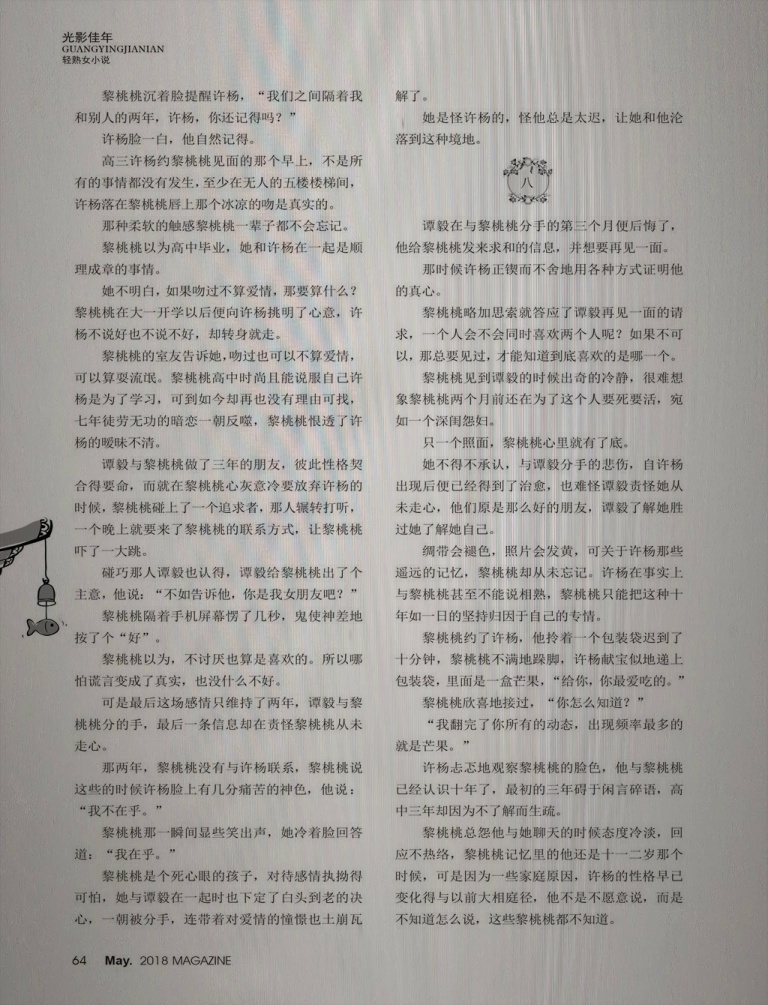 光影佳年
GUANGYINGJIANIAN
轻熟女小说
黎桃桃沉着脸提醒许杨，“我们之间隔着我
和别人的两年，许杨，你还记得吗？”
许杨脸一白，他自然记得。
高三许杨约黎桃桃见面的那个早上，不是所
有的事情都没有发生，至少在无人的五楼楼梯间，
许杨落在黎桃桃唇上那个冰凉的吻是真实的。
那种柔软的触感黎桃桃一辈子都不会忘记。
黎桃桃以为高中毕业，她和许杨在一起是顺
理成章的事情。
她不明白，如果吻过不算爱情，那要算什么？
黎桃桃在大一开学以后便向许杨挑明了心意，许
杨不说好也不说不好，却转身就走。
黎桃桃的室友告诉她，吻过也可以不算爱情，
可以算耍流氓。黎桃桃高中时尚且能说服自己许
杨是为了学习，可到如今却再也没有理由可找，
七年徒劳无功的暗恋一朝反噬，黎桃桃恨透了许
杨的暧昧不清。
谭毅与黎桃桃做了三年的朋友，彼此性格契
合得要命，而就在黎桃桃心灰意冷要放弃许杨的
时候，黎桃桃碰上了一个追求者，那人辗转打听，
一个晚上就要来了黎桃桃的联系方式，让黎桃桃
吓了一大跳。
碰巧那人谭毅也认得，谭毅给黎桃桃出了个
主意，他说：“不如告诉他，你是我女朋友吧？”
黎桃桃隔着手机屏幕愣了几秒，鬼使神差地
按了个“好”。
黎桃桃以为，不讨厌也算是喜欢的。所以哪
怕谎言变成了真实，也没什么不好。
可是最后这场感情只维持了两年，谭毅与黎
桃桃分的手，最后一条信息却在责怪黎桃桃从未
走心。
那两年，黎桃桃没有与许杨联系，黎桃桃说
这些的时候许杨脸上有几分痛苦的神色，他说：
“我不在乎。”
黎桃桃那一瞬间显些笑出声，她冷着脸回答
道：“我在乎。”
黎桃桃是个死心眼的孩子，对待感情执拗得
可怕，她与谭毅在一起时也下定了白头到老的决
心，一朝被分手，连带着对爱情的憧憬也土崩瓦
解了。
她是怪许杨的，怪他总是太迟，让她和他沦
落到这种境地。
八
谭毅在与黎桃桃分手的第三个月便后悔了，
他给黎桃桃发来求和的信息，并想要再见一面。
那时候许杨正锲而不舍地用各种方式证明他
的真心。
黎桃桃略加思索就答应了谭毅再见一面的请
求，一个人会不会同时喜欢两个人呢？如果不可
以，那总要见过，才能知道到底喜欢的是哪一个。
黎桃桃见到谭毅的时候出奇的冷静，很难想
象黎桃桃两个月前还在为了这个人要死要活，宛
如一个深闺怨妇。
只一个照面，黎桃桃心里就有了底。
她不得不承认，与谭毅分手的悲伤，自许杨
出现后便已经得到了治愈，也难怪谭毅责怪她从
未走心，他们原是那么好的朋友，谭毅了解她胜
过她了解她自己。
绸带会褪色，照片会发黄，可关于许杨那些
遥远的记忆，黎桃桃却从未忘记。许杨在事实上
与黎桃桃甚至不能说相熟，黎桃桃只能把这种十
年如一日的坚持归因于自己的专情。
黎桃桃约了许杨，他拎着一个包装袋迟到了
十分钟，黎桃桃不满地跺脚，许杨献宝似地递上
包装袋，里面是一盒芒果，“给你，你最爱吃的。”
黎桃桃欣喜地接过，“你怎么知道？”
“我翻完了你所有的动态，出现频率最多的
就是芒果。”
许杨忐忑地观察黎桃桃的脸色，他与黎桃桃
已经认识十年了，最初的三年碍于闲言碎语，高
中三年却因为不了解而生疏。
黎桃桃总怨他与她聊天的时候态度冷淡，回
应不热络，黎桃桃记忆里的他还是十一二岁那个
时候，可是因为一些家庭原因，许杨的性格早已
变化得与以前大相庭径，他不是不愿意说，而是
不知道怎么说，这些黎桃桃都不知道。
64 May. 2018 MAGAZINE